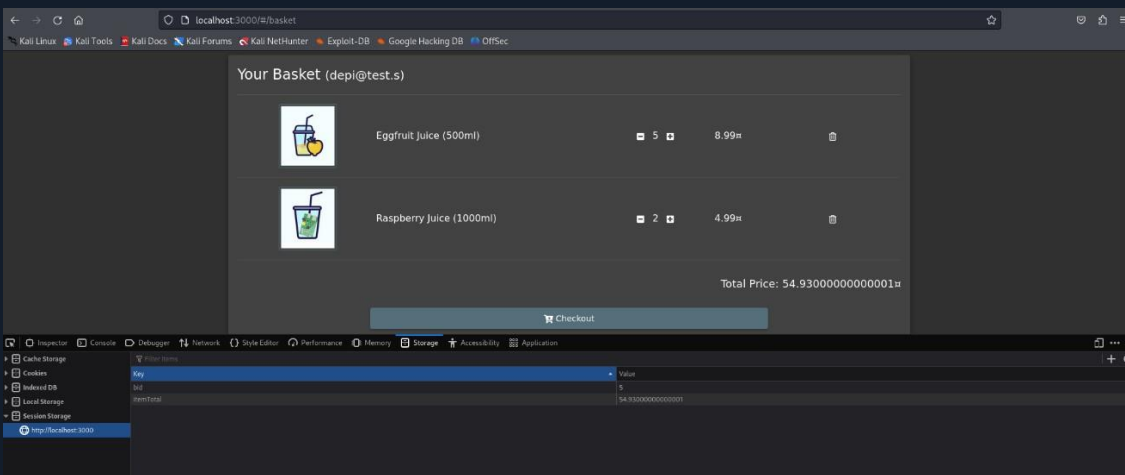 localhost:3000/#/basket
Kali Linux Kali Tools Kali Docs Kali Forums Kali NetHunter Exploit-DB Google Hacking DB OffSec
Your Basket (depi@test.s)
Eggfruit Juice (500ml) 5 8.99¤
Raspberry Juice (1000ml) 2 4.99¤
Total Price: 54.93000000000001¤
Checkout
Inspector Console Debugger Network Style Editor Performance Memory Storage Accessibility Application
Cache Storage Filter Items
Cookies Key Value
Indexed DB bid 5
Local Storage itemTotal 54.93000000000001
Session Storage
http://localhost:3000